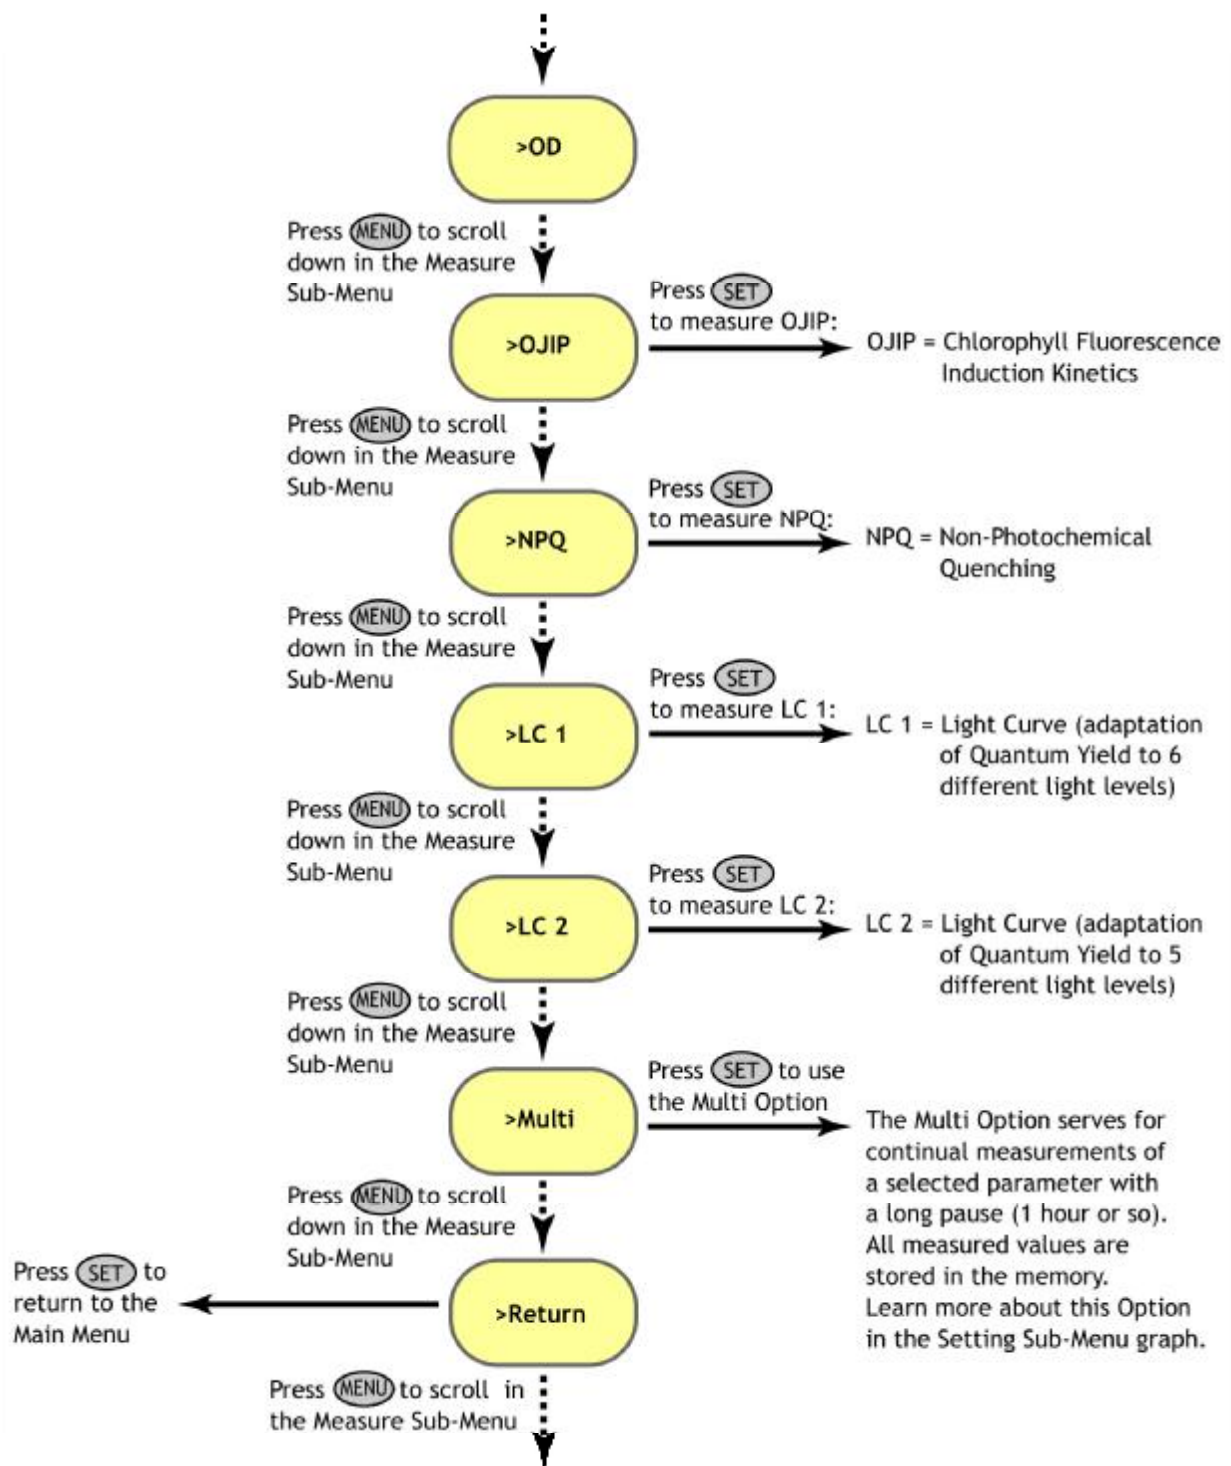 >OD
Press MENU to scroll
down in the Measure
Sub-Menu
Press SET
to measure OJIP:
>OJIP
OJIP = Chlorophyll Fluorescence
Induction Kinetics
Press MENU to scroll
down in the Measure
Sub-Menu
Press SET
to measure NPQ:
>NPQ
NPQ = Non-Photochemical
Quenching
Press MENU to scroll
down in the Measure
Sub-Menu
Press SET
to measure LC 1:
>LC 1
LC 1 = Light Curve (adaptation
of Quantum Yield to 6
different light levels)
Press MENU to scroll
down in the Measure
Sub-Menu
Press SET
to measure LC 2:
>LC 2
LC 2 = Light Curve (adaptation
of Quantum Yield to 5
different light levels)
Press MENU to scroll
down in the Measure
Sub-Menu
Press SET to use
the Multi Option
>Multi
The Multi Option serves for
continual measurements of
a selected parameter with
a long pause (1 hour or so).
All measured values are
stored in the memory.
Learn more about this Option
in the Setting Sub-Menu graph.
Press MENU to scroll
down in the Measure
Sub-Menu
Press SET to
return to the
Main Menu
>Return
Press MENU to scroll in
the Measure Sub-Menu